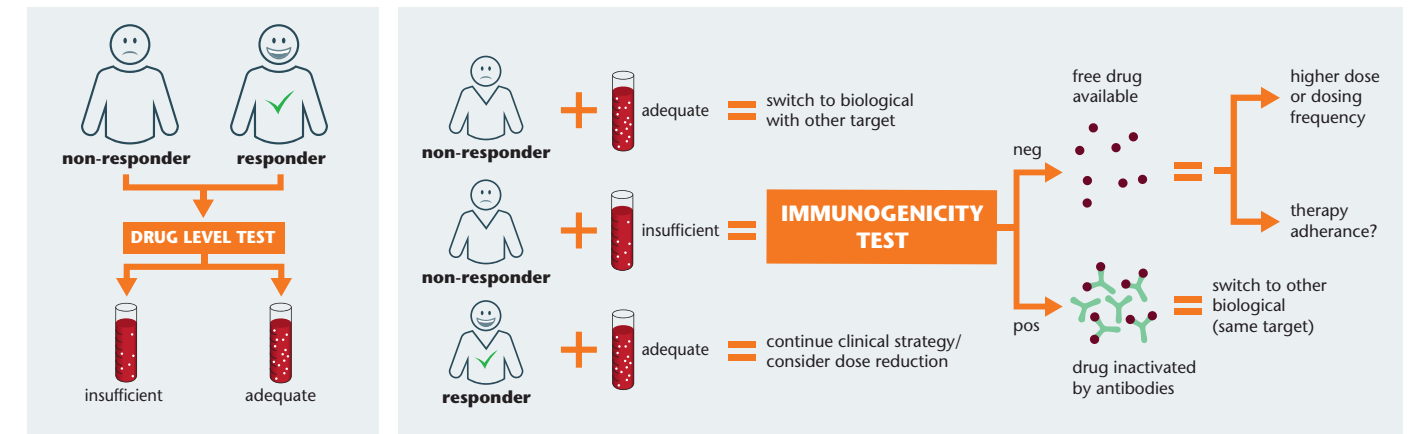 non-responder
responder
DRUG LEVEL TEST
insufficient
adequate
non-responder
adequate
switch to biological
with other target
non-responder
insufficient
IMMUNOGENICITY
TEST
responder
adequate
continue clinical strategy/
consider dose reduction
neg
free drug
available
higher dose
or dosing
frequency
therapy
adherance?
pos
drug inactivated
by antibodies
switch to other
biological
(same target)